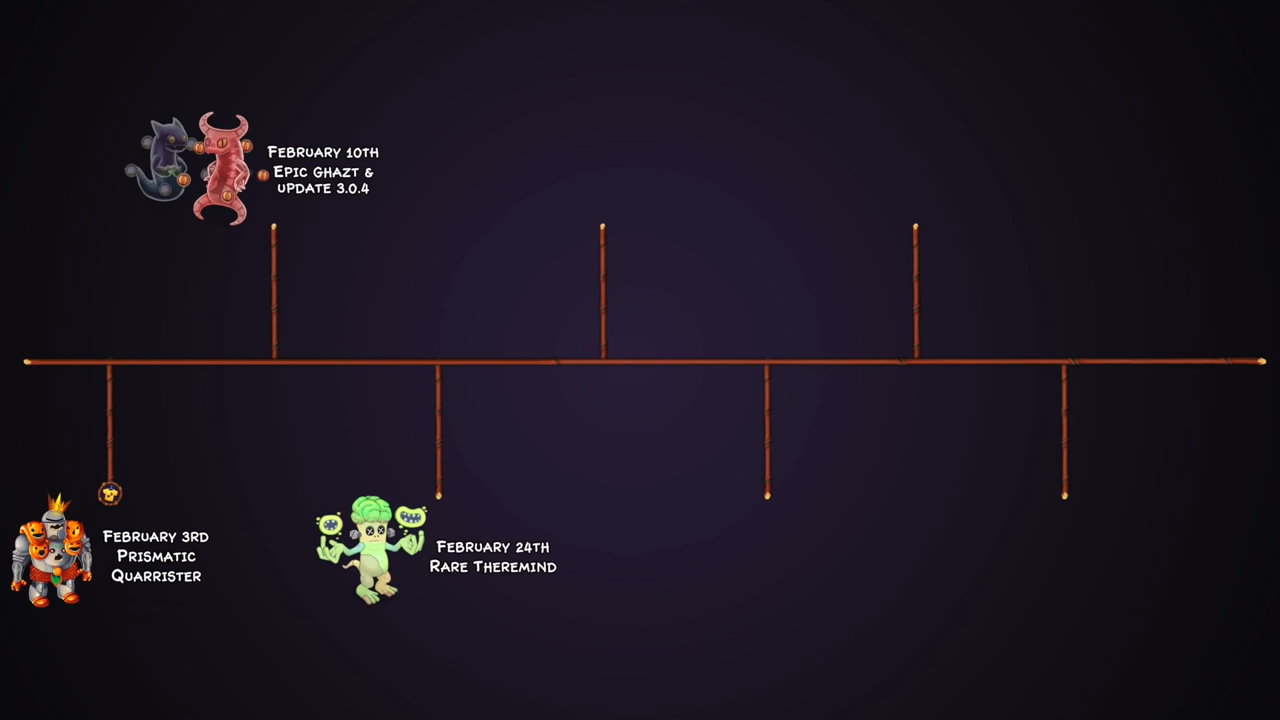 February 10th
Epic Ghazt &
update 3.0.4
February 3rd
Prismatic
Quarrister
February 24th
Rare Theremind